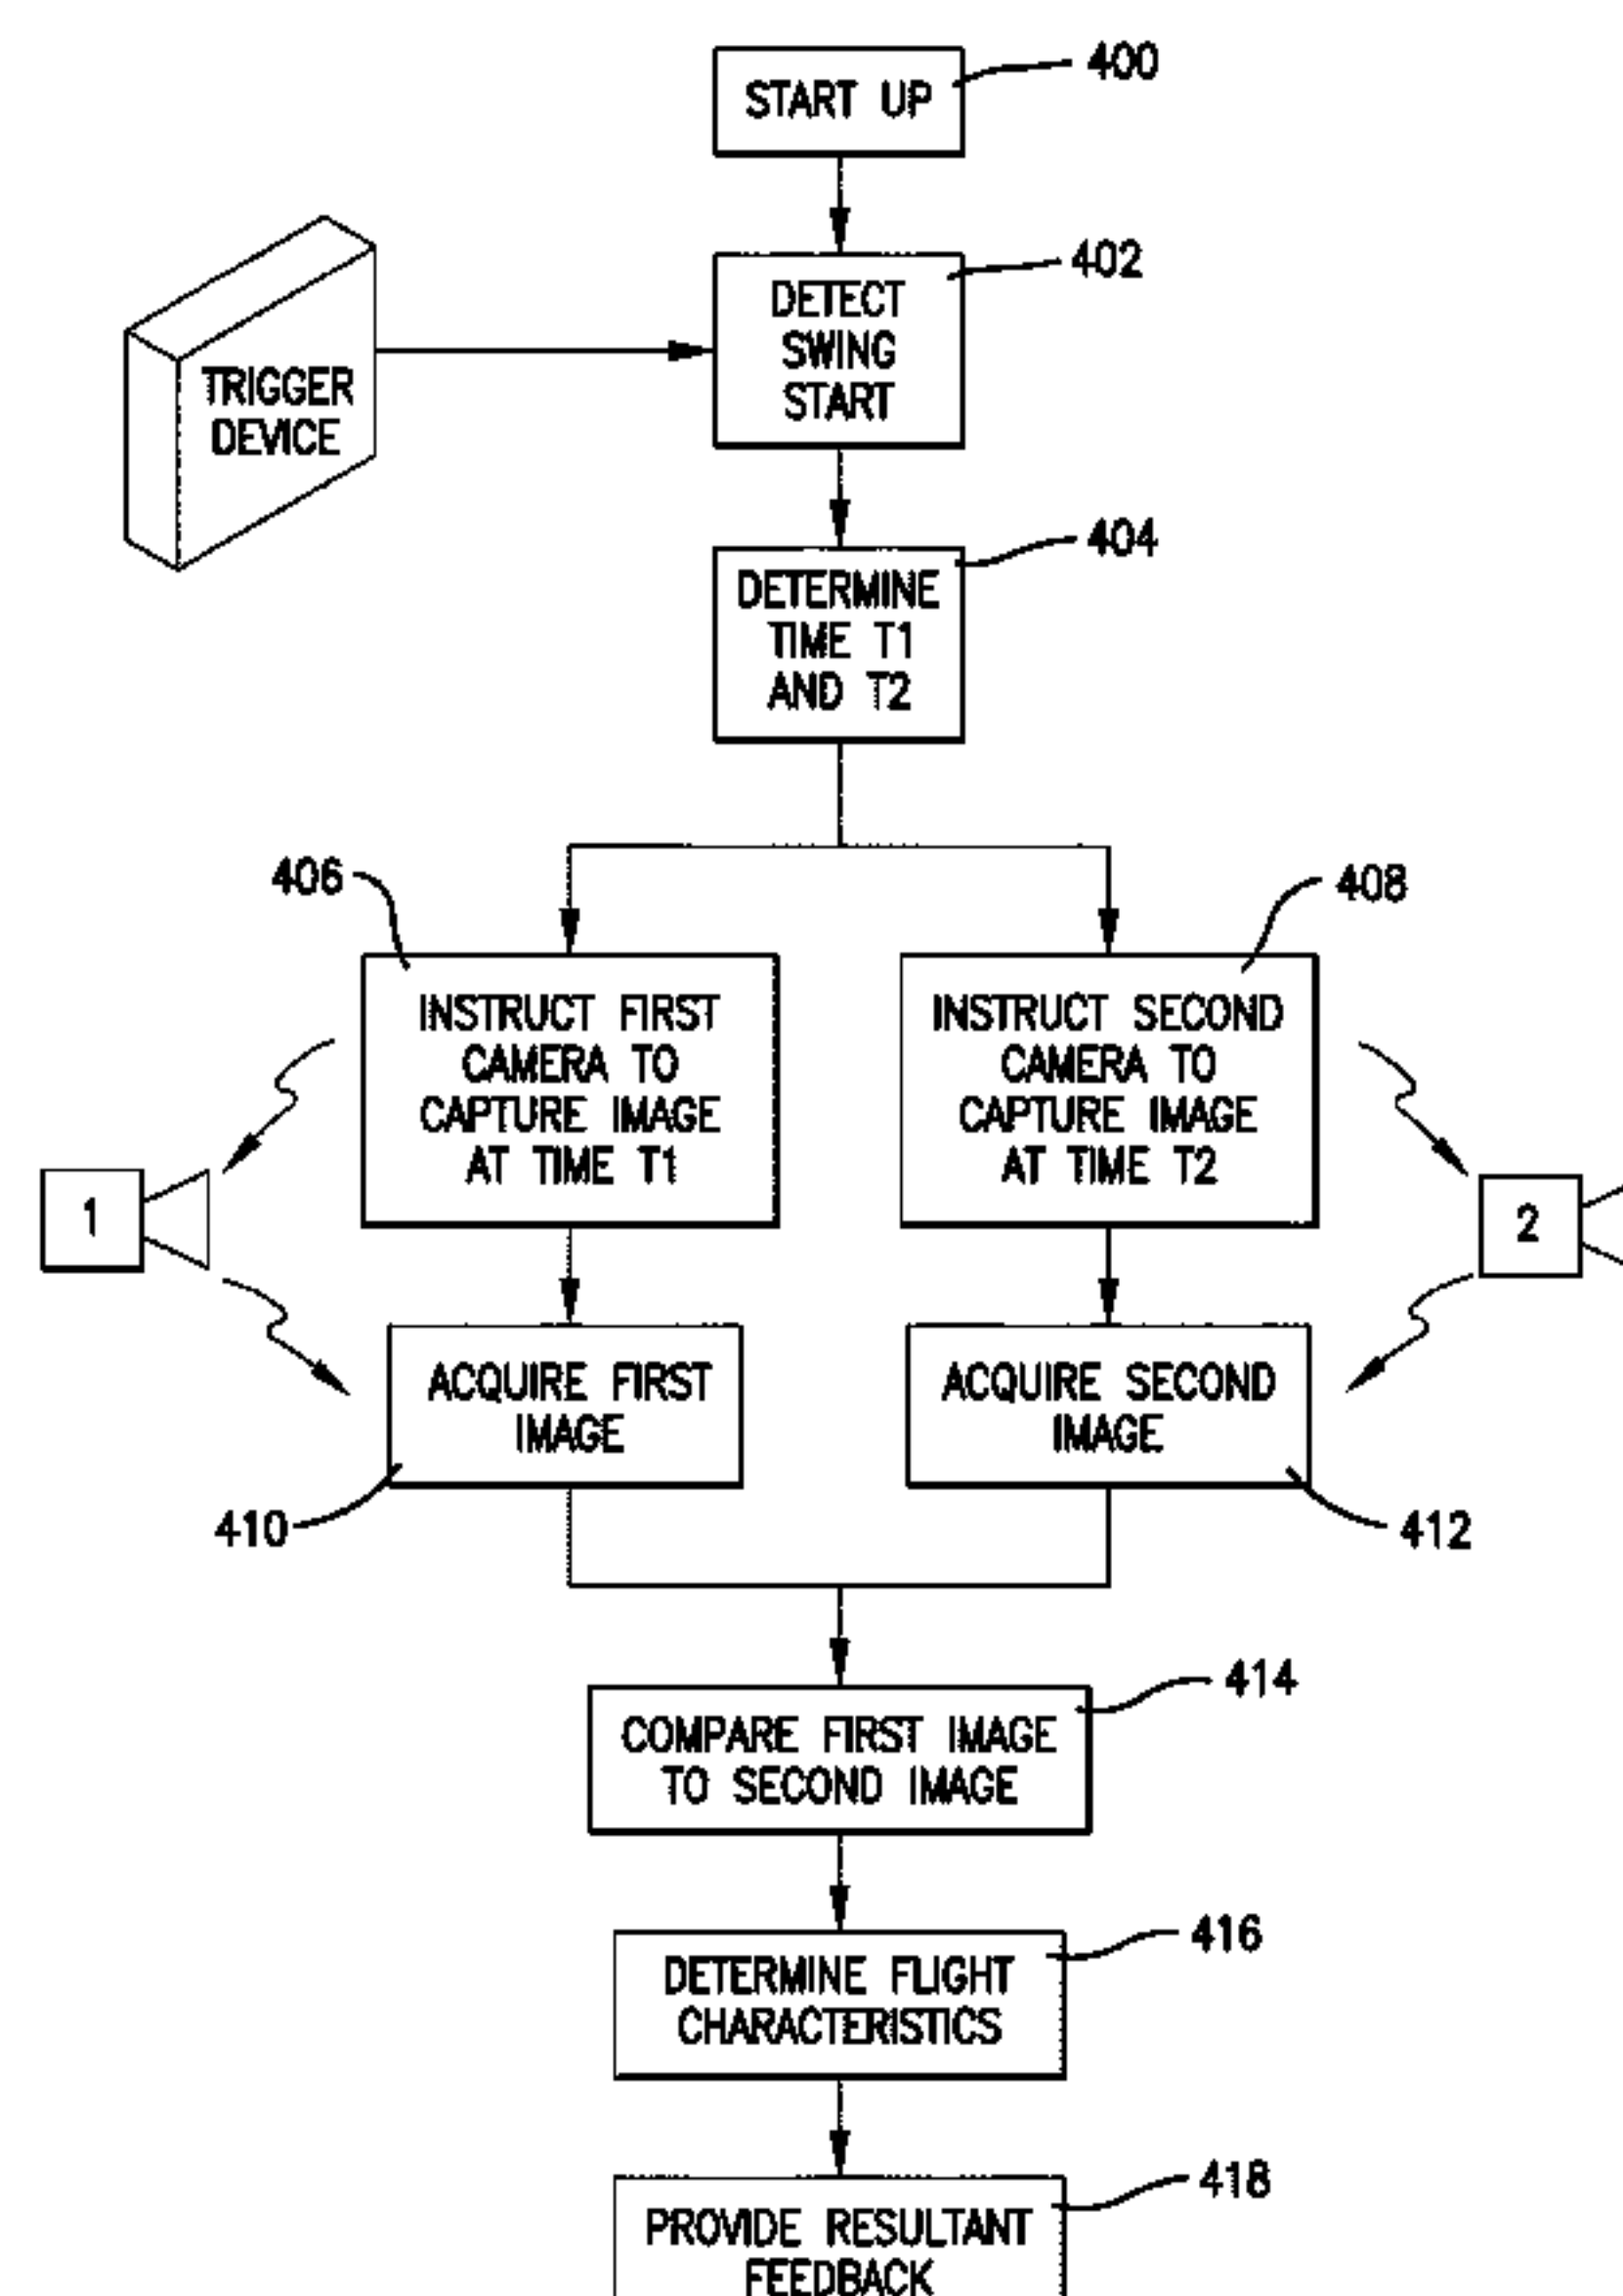 400
START UP
402
DETECT
SWING
START
TRIGGER
DEVICE
404
DETERMINE
TIME T1
AND T2
406
408
INSTRUCT FIRST
CAMERA TO
CAPTURE IMAGE
AT TIME T1
INSTRUCT SECOND
CAMERA TO
CAPTURE IMAGE
AT TIME T2
1
2
ACQUIRE FIRST
IMAGE
ACQUIRE SECOND
IMAGE
410
412
414
COMPARE FIRST IMAGE
TO SECOND IMAGE
416
DETERMINE FLIGHT
CHARACTERISTICS
418
PROVIDE RESULTANT
FEEDBACK